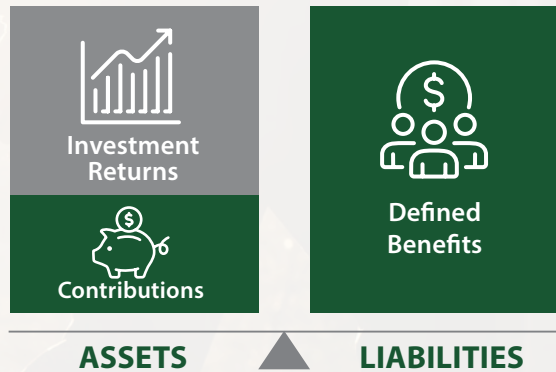 Investment
Returns
$
Contributions
$
Defined
Benefits
ASSETS
LIABILITIES